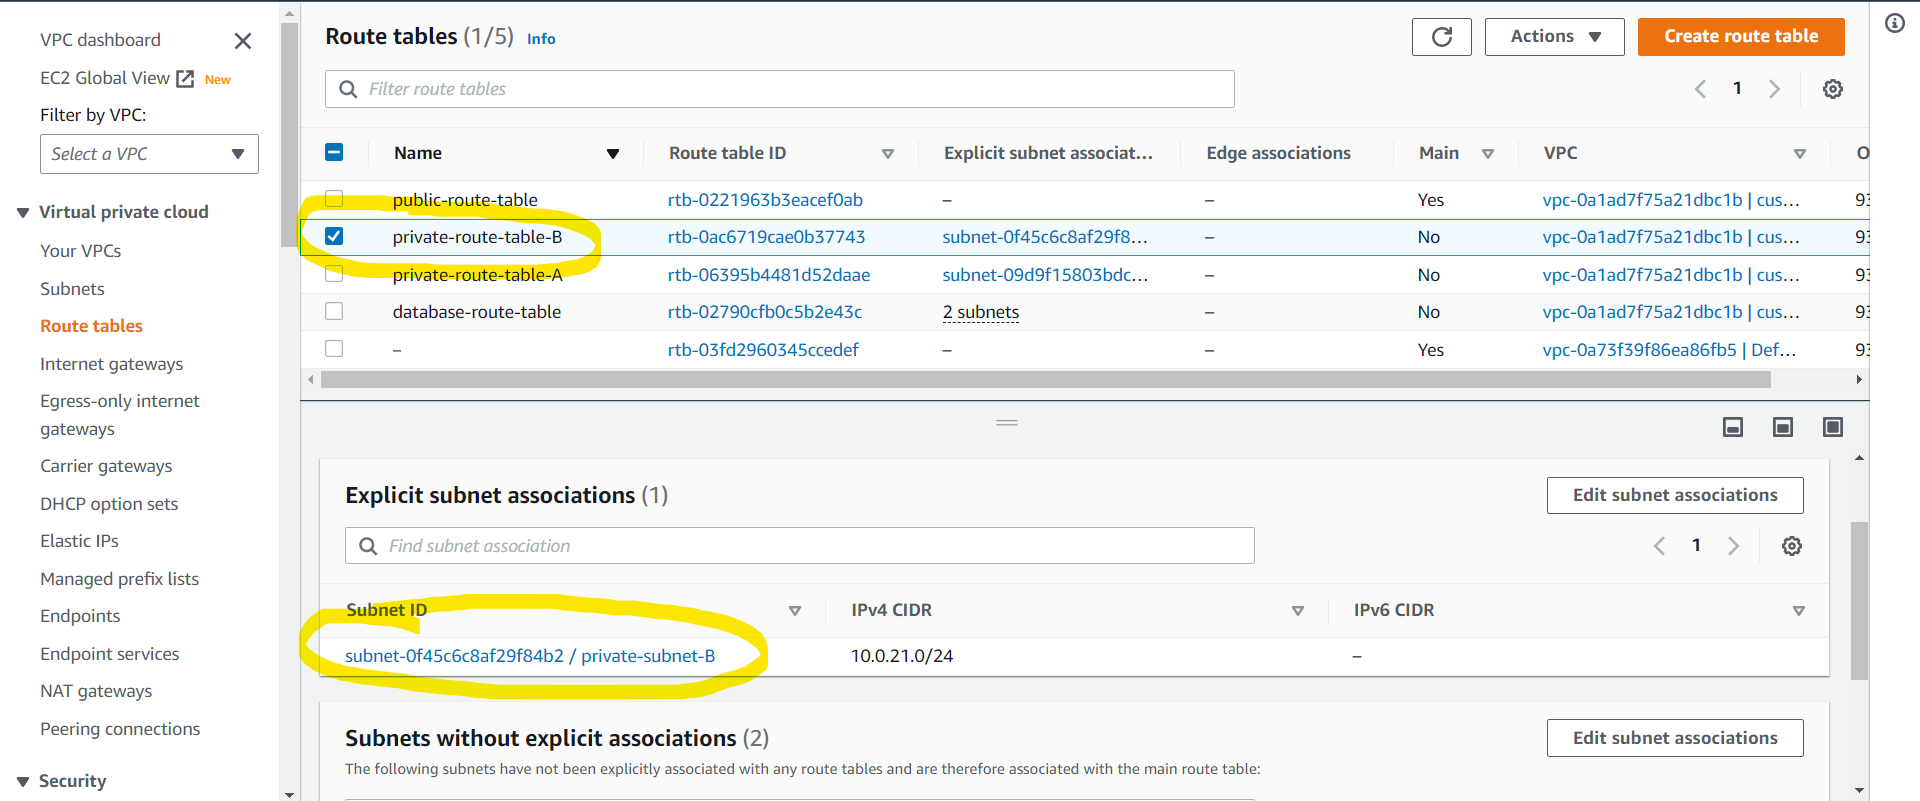 VPC dashboard
EC2 Global View New
Filter by VPC:
Select a VPC
Virtual private cloud
Your VPCs
Subnets
Route tables
Internet gateways
Egress-only internet
gateways
Carrier gateways
DHCP option sets
Elastic IPs
Managed prefix lists
Endpoints
Endpoint services
NAT gateways
Peering connections
Security
Route tables (1/5) Info
Actions
Create route table
Filter route tables
1
Name Route table ID Explicit subnet associat... Edge associations Main VPC O
public-route-table rtb-0221963b3eacef0ab – – Yes vpc-0a1ad7f75a21dbc1b | cus... 93
private-route-table-B rtb-0ac6719cae0b37743 subnet-0f45c6c8af29f8... – No vpc-0a1ad7f75a21dbc1b | cus... 93
private-route-table-A rtb-06395b4481d52daae subnet-09d9f15803bdc... – No vpc-0a1ad7f75a21dbc1b | cus... 93
database-route-table rtb-02790cfb0c5b2e43c 2 subnets – No vpc-0a1ad7f75a21dbc1b | cus... 93
– rtb-03fd2960345ccedef – – Yes vpc-0a73f39f86ea86fb5 | Def... 93
Explicit subnet associations (1)
Edit subnet associations
Find subnet association
1
Subnet ID IPv4 CIDR IPv6 CIDR
subnet-0f45c6c8af29f84b2 / private-subnet-B 10.0.21.0/24 –
Subnets without explicit associations (2)
Edit subnet associations
The following subnets have not been explicitly associated with any route tables and are therefore associated with the main route table: